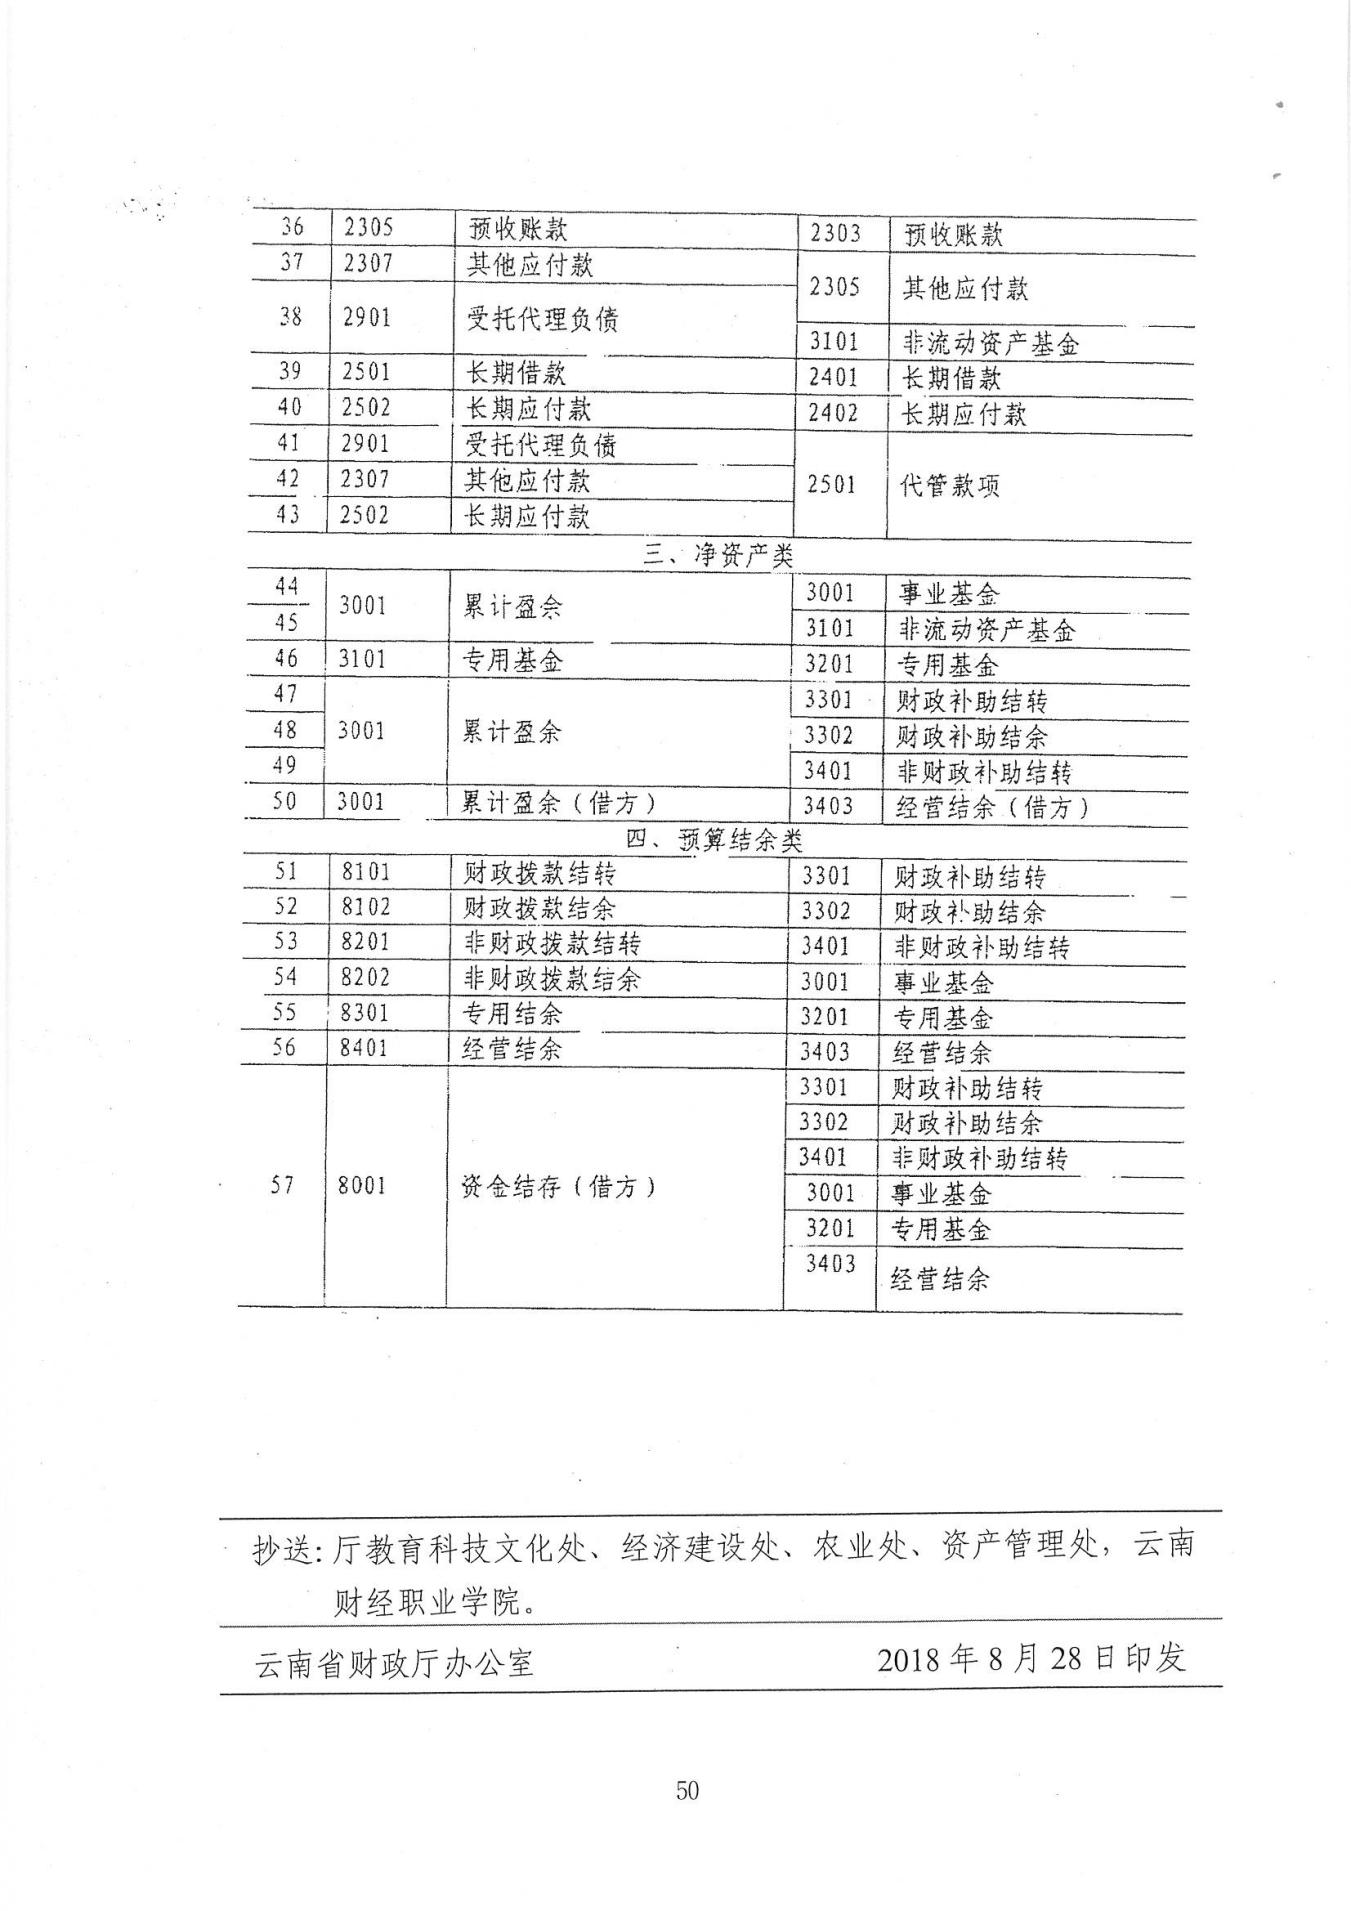 36 2305 预收账款 2303 预收账款
37 2307 其他应付款 2305 其他应付款
38 2901 受托代理负债
3101 非流动资产基金
39 2501 长期借款 2401 长期借款
40 2502 长期应付款 2402 长期应付款
41 2901 受托代理负债
42 2307 其他应付款 2501 代管款项
43 2502 长期应付款
三、净资产类
44 3001 累计盈余 3001 事业基金
45 3101 非流动资产基金
46 3101 专用基金 3201 专用基金
47 3301 财政补助结转
48 3001 累计盈余 3302 财政补助结余
49 3401 非财政补助结转
50 3001 累计盈余（借方） 3403 经营结余（借方）
四、预算结余类
51 8101 财政拨款结转 3301 财政补助结转
52 8102 财政拨款结余 3302 财政补助结余
53 8201 非财政拨款结转 3401 非财政补助结转
54 8202 非财政拨款结余 3001 事业基金
55 8301 专用结余 3201 专用基金
56 8401 经营结余 3403 经营结余
3301 财政补助结转
3302 财政补助结余
3401 非财政补助结转
57 8001 资金结存（借方） 3001 事业基金
3201 专用基金
3403 经营结余
抄送：厅教育科技文化处、经济建设处、农业处、资产管理处，云南
财经职业学院。
云南省财政厅办公室 2018年8月28日印发
50